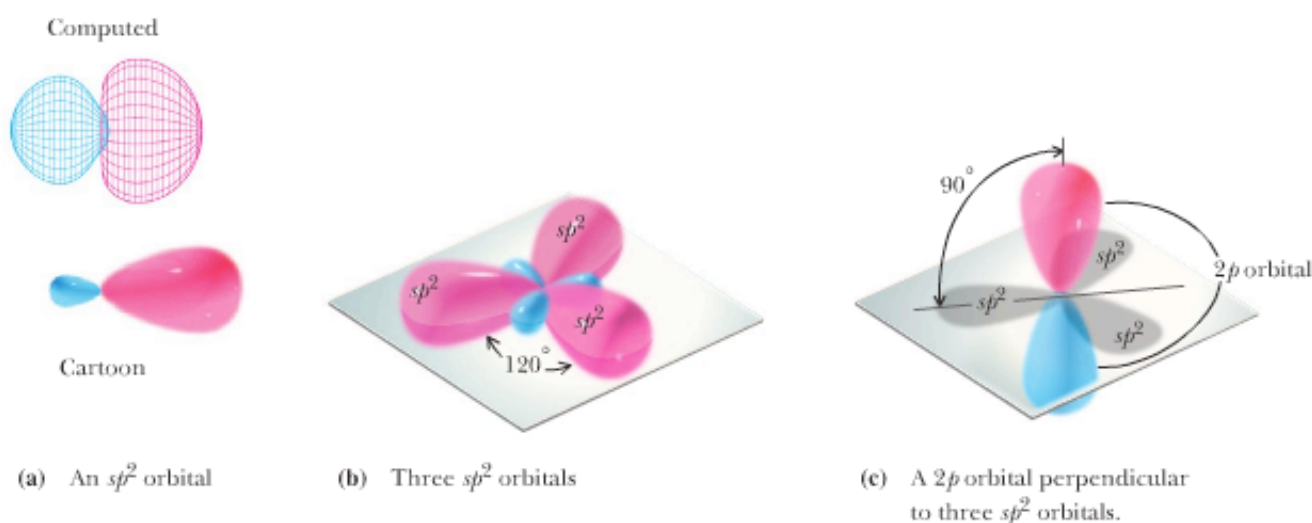 Computed
Cartoon
(a) An sp² orbital
sp²
sp²
sp²
120°
(b) Three sp² orbitals
90°
sp²
sp²
sp²
2p orbital
(c) A 2p orbital perpendicular
to three sp² orbitals.